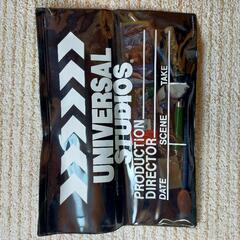 UNIVERSAL
STUDIOS
PRODUCTION
DIRECTOR
DATE SCENE TAKE